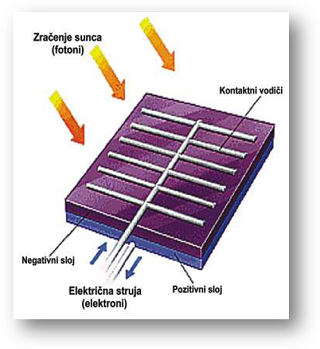 Zračenje sunca
(fotoni)
Kontaktni vodiči
Negativni sloj
Električna struja
(elektroni)
Pozitivni sloj